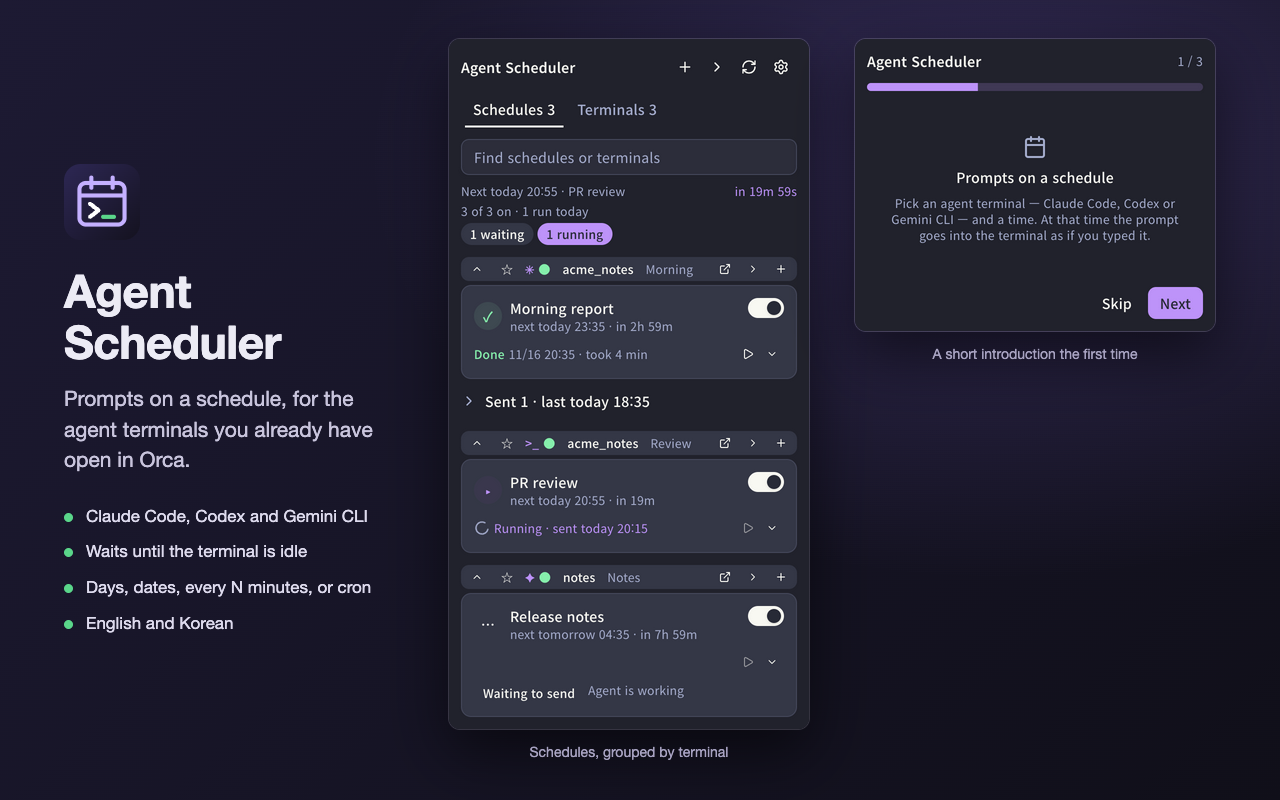 Agent
Scheduler
Prompts on a schedule, for the
agent terminals you already have
open in Orca.
Claude Code, Codex and Gemini CLI
Waits until the terminal is idle
Days, dates, every N minutes, or cron
English and Korean
Agent Scheduler
Schedules 3 Terminals 3
Find schedules or terminals
Next today 20:55 · PR review in 19m 59s
3 of 3 on · 1 run today
1 waiting 1 running
acme_notes Morning
Morning report
next today 23:35 · in 2h 59m
Done 11/16 20:35 · took 4 min
Sent 1 · last today 18:35
>_ acme_notes Review
PR review
next today 20:55 · in 19m
Running · sent today 20:15
notes Notes
Release notes
next tomorrow 04:35 · in 7h 59m
Waiting to send Agent is working
Schedules, grouped by terminal
Agent Scheduler 1 / 3
Prompts on a schedule
Pick an agent terminal — Claude Code, Codex or
Gemini CLI — and a time. At that time the prompt
goes into the terminal as if you typed it.
Skip Next
A short introduction the first time